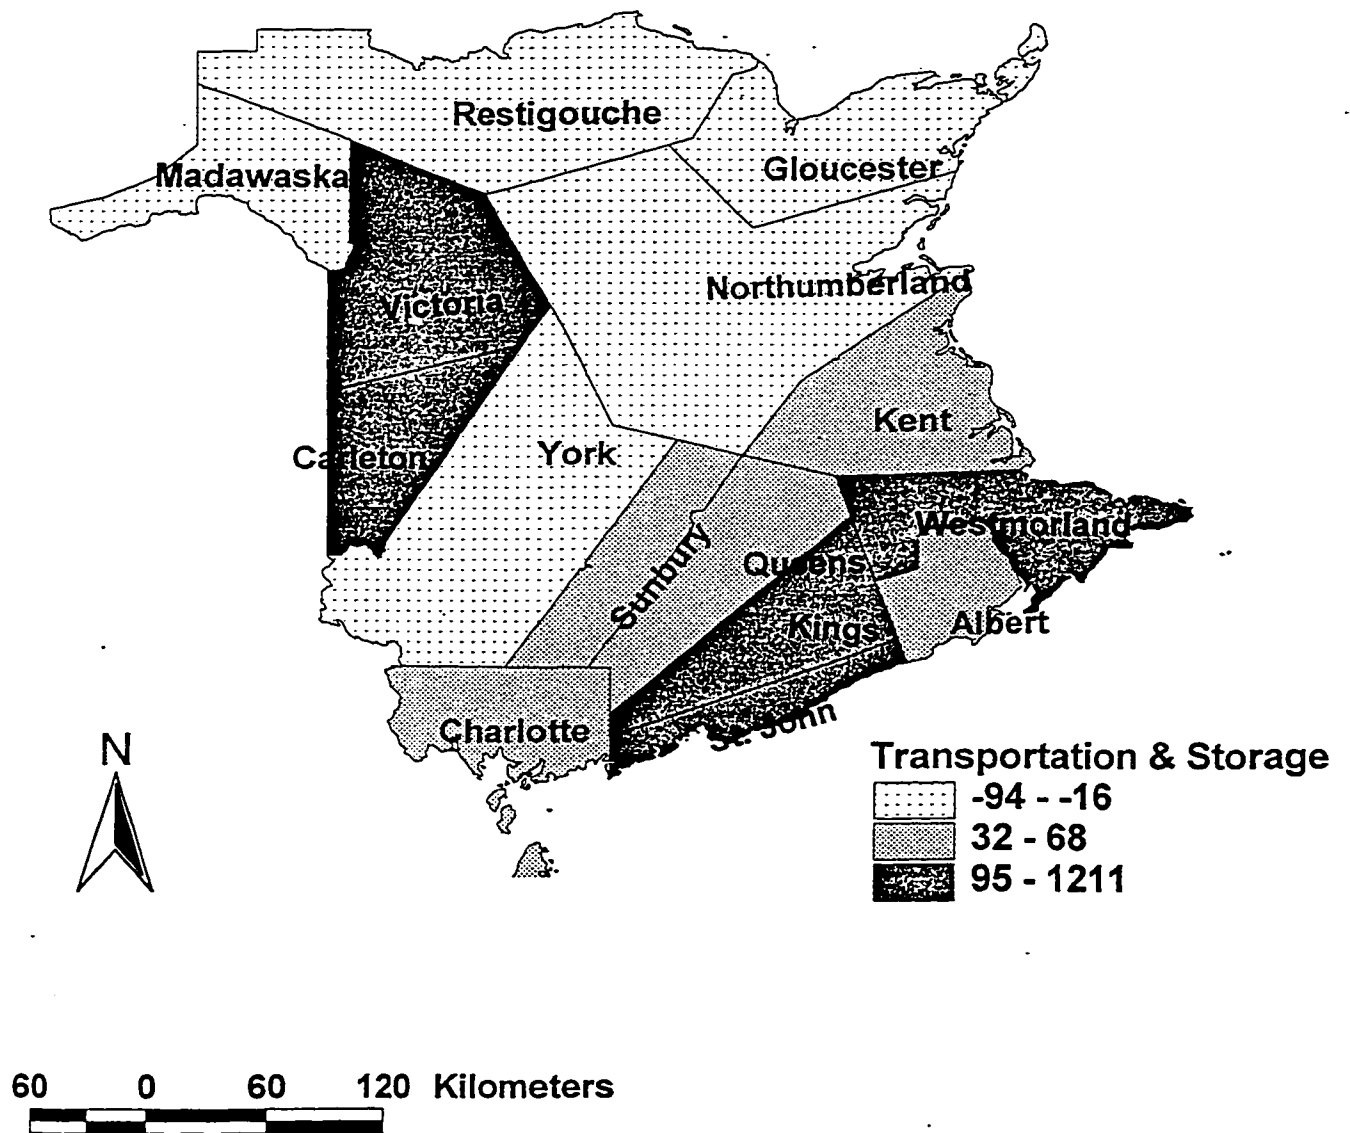 Restigouche
Madawaska
Gloucester
Northumberland
Victoria
Kent
Carleton
York
Westmorland
Sunbury
Queens
Kings
Albert
Charlotte
St. John
N
Transportation & Storage
-94 - -16
32 - 68
95 - 1211
60 0 60 120 Kilometers